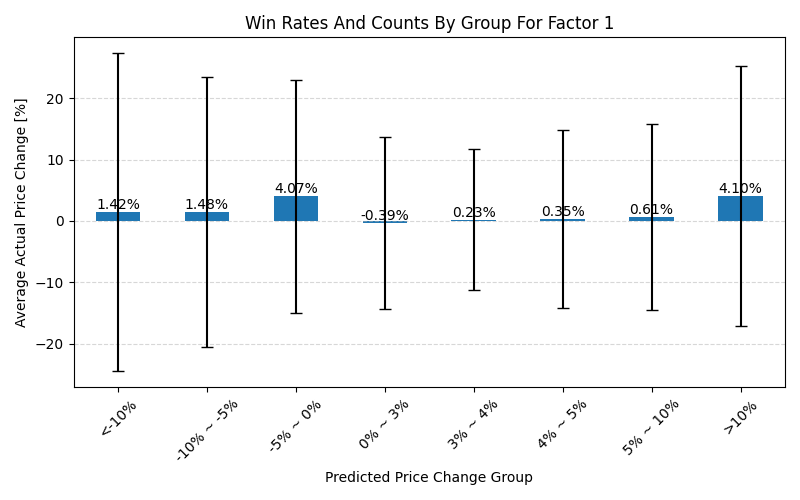 Win Rates And Counts By Group For Factor 1
Average Actual Price Change [%]
20
10
0
−10
−20
1.42%
1.48%
4.07%
-0.39%
0.23%
0.35%
0.61%
4.10%
<-10%
-10% ~ -5%
-5% ~ 0%
0% ~ 3%
3% ~ 4%
4% ~ 5%
5% ~ 10%
>10%
Predicted Price Change Group